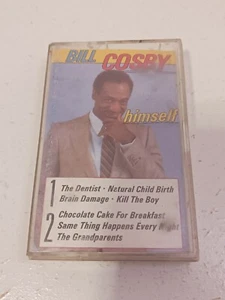 BILL COSBY
himself
1 The Dentist · Natural Child Birth
Brain Damage · Kill The Boy
2 Chocolate Cake For Breakfast
Same Thing Happens Every Night
The Grandparents